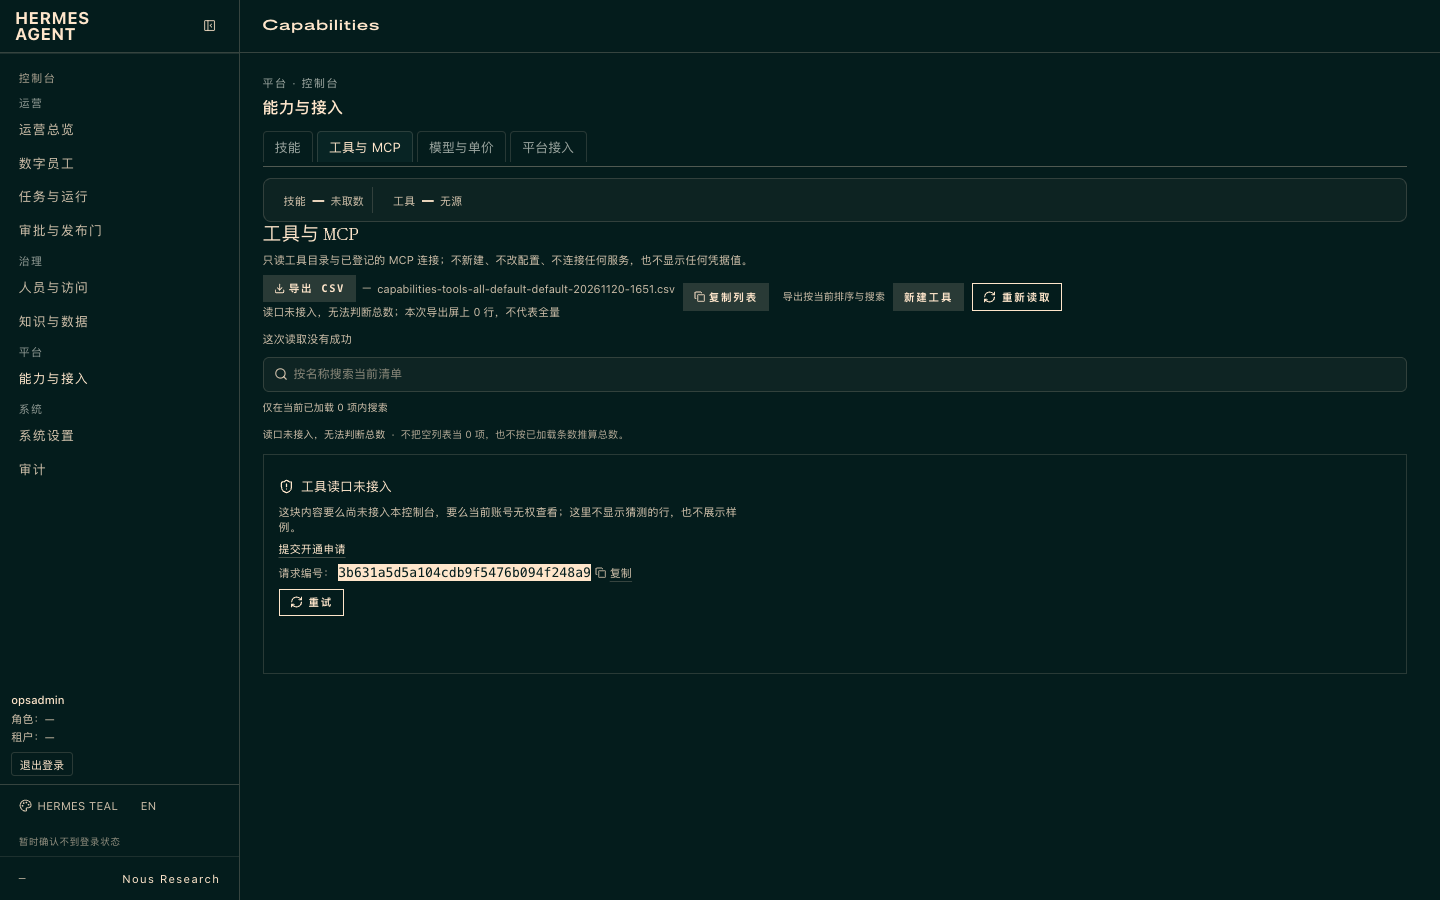 HERMES
AGENT
Capabilities
控制台
运营
运营总览
数字员工
任务与运行
审批与发布门
治理
人员与访问
知识与数据
平台
能力与接入
系统
系统设置
审计
opsadmin
角色：—
租户：—
退出登录
HERMES TEAL EN
暂时确认不到登录状态
— Nous Research
平台 · 控制台
能力与接入
技能 工具与 MCP 模型与单价 平台接入
技能 — 未取数 工具 — 无源
工具与 MCP
只读工具目录与已登记的 MCP 连接；不新建、不改配置、不连接任何服务，也不显示任何凭据值。
导出 CSV — capabilities-tools-all-default-default-20261120-1651.csv 复制列表 导出按当前排序与搜索 新建工具 重新读取
读口未接入，无法判断总数；本次导出屏上 0 行，不代表全量
这次读取没有成功
按名称搜索当前清单
仅在当前已加载 0 项内搜索
读口未接入，无法判断总数 · 不把空列表当 0 项，也不按已加载条数推算总数。
工具读口未接入
这块内容要么尚未接入本控制台，要么当前账号无权查看；这里不显示猜测的行，也不展示样
例。
提交开通申请
请求编号： 3b631a5d5a104cdb9f5476b094f248a9 复制
重试